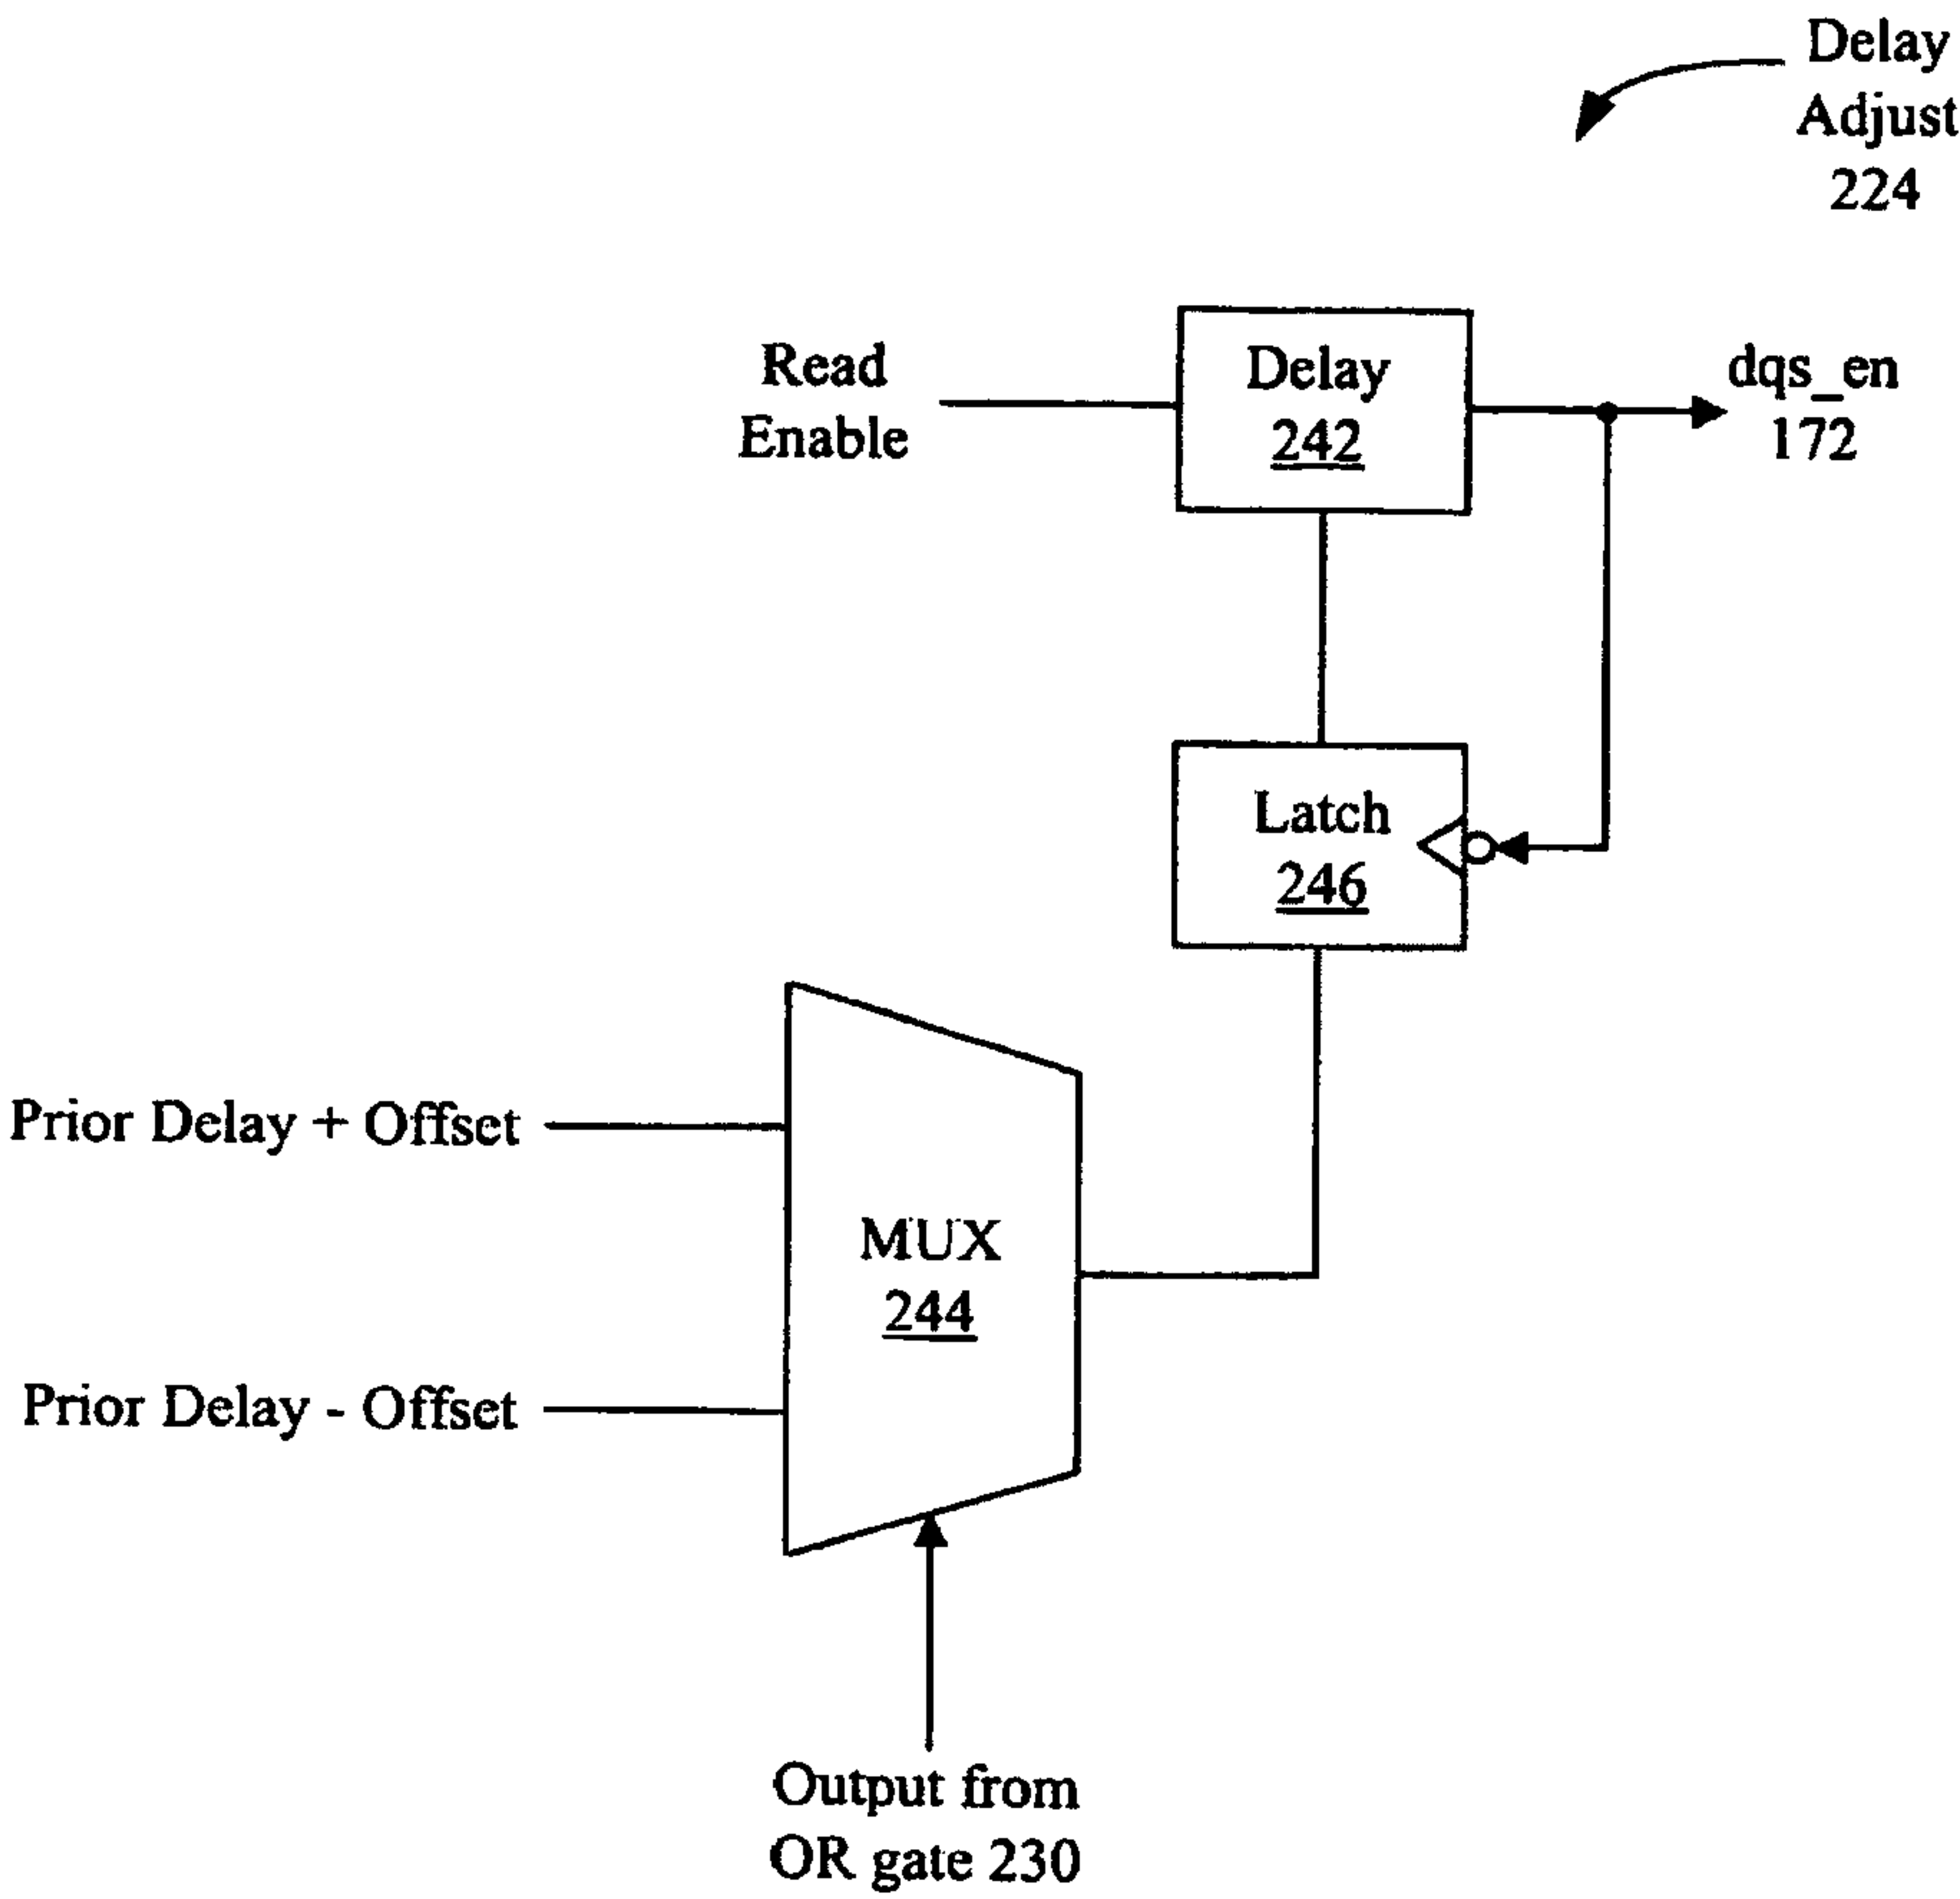 Delay
Adjust
224
Read
Enable
Delay
242
dqs_en
172
Latch
246
Prior Delay + Offset
MUX
244
Prior Delay - Offset
Output from
OR gate 230